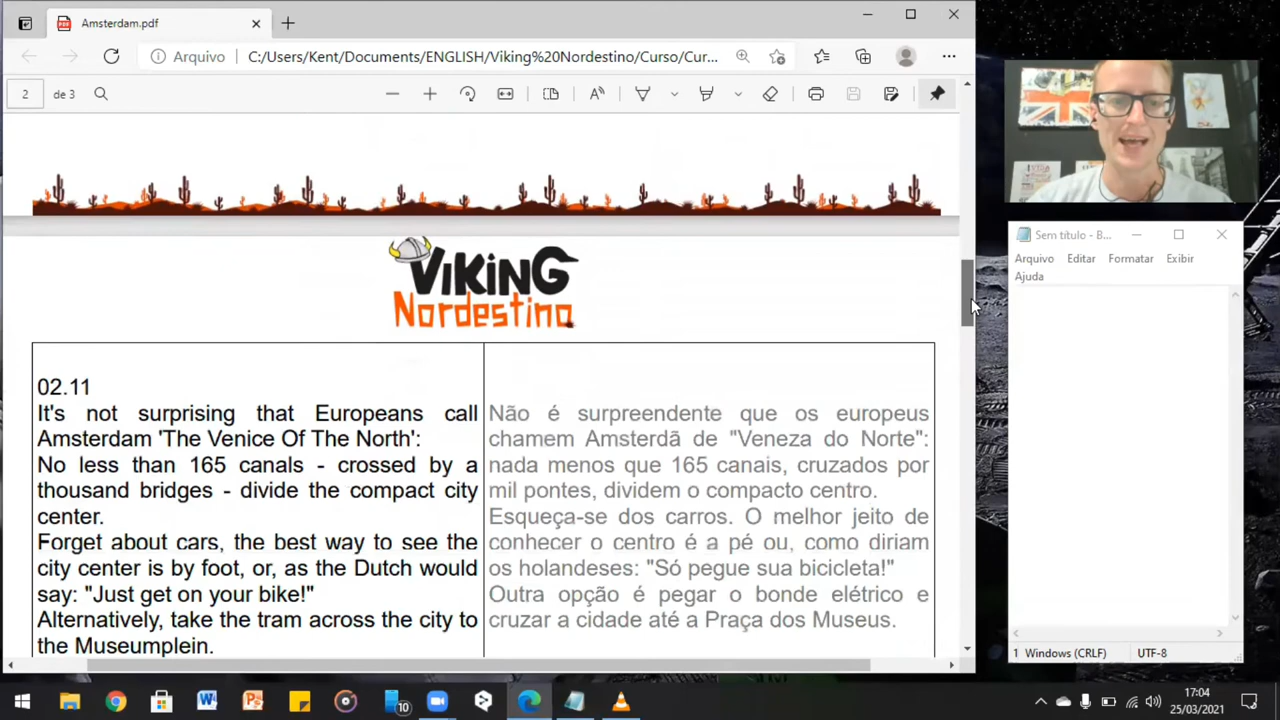 Amsterdam.pdf
Arquivo C:/Users/Kent/Documents/ENGLISH/Viking%20Nordestino/Curso/Cur...
2 de 3
VIKING
Nordestino
02.11
It's not surprising that Europeans call
Amsterdam 'The Venice Of The North':
No less than 165 canals - crossed by a
thousand bridges - divide the compact city
center.
Forget about cars, the best way to see the
city center is by foot, or, as the Dutch would
say: "Just get on your bike!"
Alternatively, take the tram across the city to
the Museumplein.
Não é surpreendente que os europeus
chamem Amsterdã de "Veneza do Norte":
nada menos que 165 canais, cruzados por
mil pontes, dividem o compacto centro.
Esqueça-se dos carros. O melhor jeito de
conhecer o centro é a pé ou, como diriam
os holandeses: "Só pegue sua bicicleta!"
Outra opção é pegar o bonde elétrico e
cruzar a cidade até a Praça dos Museus.
Sem título - B...
Arquivo Editar Formatar Exibir
Ajuda
1 Windows (CRLF) UTF-8
10
17:04
25/03/2021